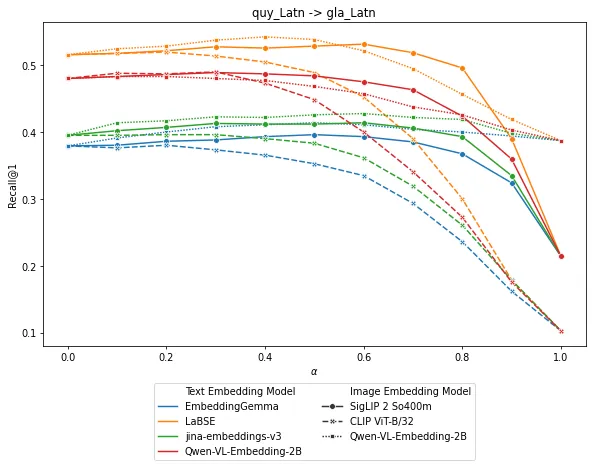 quy_Latn -> gla_Latn
Recall@1
0.5
0.4
0.3
0.2
0.1
0.0 0.2 0.4 0.6 0.8 1.0
α
Text Embedding Model
EmbeddingGemma
LaBSE
jina-embeddings-v3
Qwen-VL-Embedding-2B
Image Embedding Model
SigLIP 2 So400m
CLIP ViT-B/32
Qwen-VL-Embedding-2B